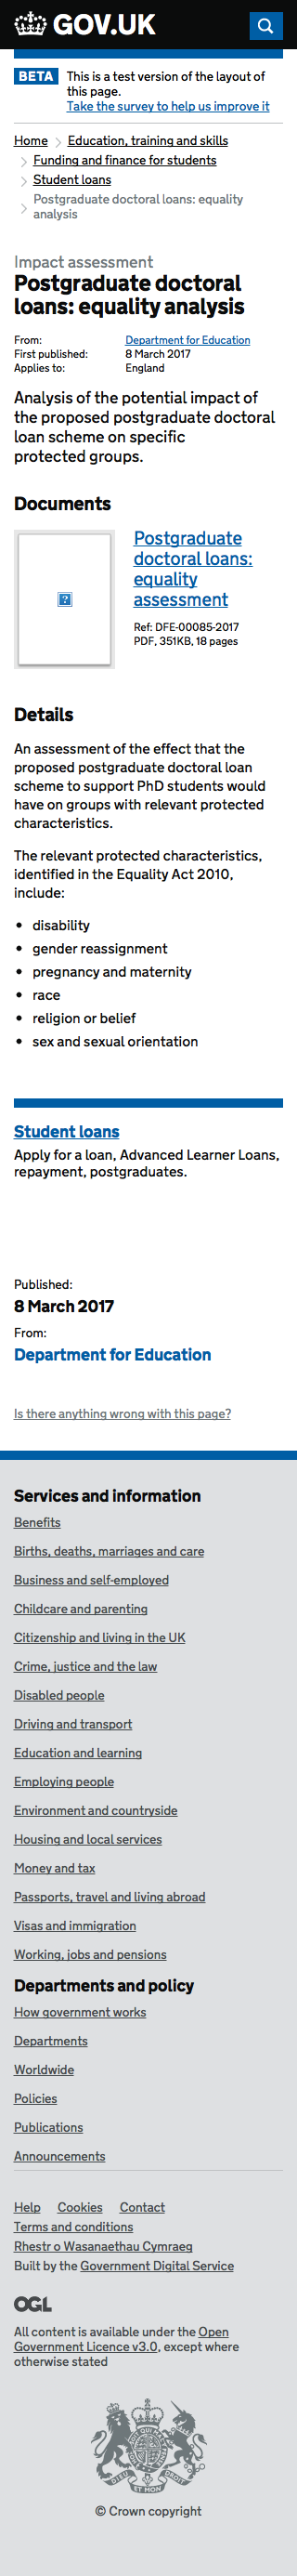 GOV.UK
BETA This is a test version of the layout of
this page.
Take the survey to help us improve it
Home Education, training and skills
Funding and finance for students
Student loans
Postgraduate doctoral loans: equality
analysis
Impact assessment
Postgraduate doctoral
loans: equality analysis
From: Department for Education
First published: 8 March 2017
Applies to: England
Analysis of the potential impact of
the proposed postgraduate doctoral
loan scheme on specific
protected groups.
Documents
Postgraduate
doctoral loans:
equality
assessment
Ref: DFE-00085-2017
PDF, 351KB, 18 pages
Details
An assessment of the effect that the
proposed postgraduate doctoral loan
scheme to support PhD students would
have on groups with relevant protected
characteristics.
The relevant protected characteristics,
identified in the Equality Act 2010,
include:
• disability
• gender reassignment
• pregnancy and maternity
• race
• religion or belief
• sex and sexual orientation
Student loans
Apply for a loan, Advanced Learner Loans,
repayment, postgraduates.
Published:
8 March 2017
From:
Department for Education
Is there anything wrong with this page?
Services and information
Benefits
Births, deaths, marriages and care
Business and self-employed
Childcare and parenting
Citizenship and living in the UK
Crime, justice and the law
Disabled people
Driving and transport
Education and learning
Employing people
Environment and countryside
Housing and local services
Money and tax
Passports, travel and living abroad
Visas and immigration
Working, jobs and pensions
Departments and policy
How government works
Departments
Worldwide
Policies
Publications
Announcements
Help Cookies Contact
Terms and conditions
Rhestr o Wasanaethau Cymraeg
Built by the Government Digital Service
OGL
All content is available under the Open
Government Licence v3.0, except where
otherwise stated
DIEU ET MON DROIT
© Crown copyright